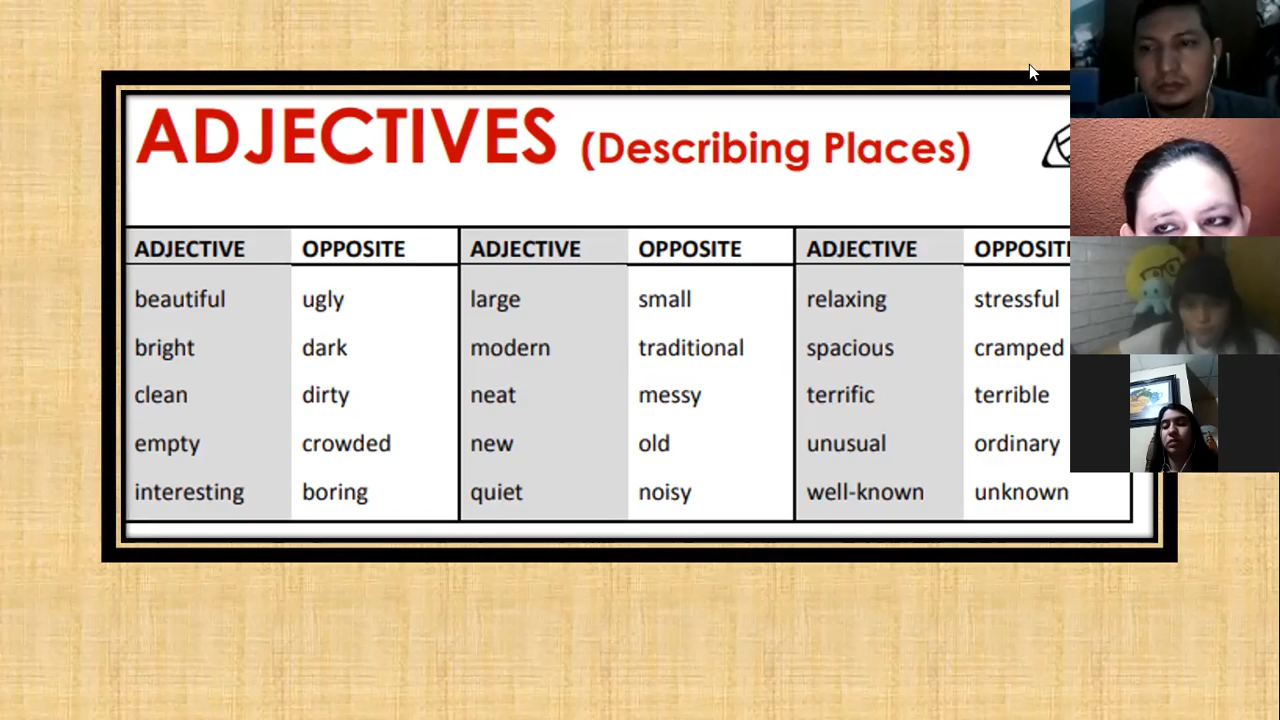 ADJECTIVES (Describing Places)
ADJECTIVE OPPOSITE ADJECTIVE OPPOSITE ADJECTIVE OPPOSITE
beautiful ugly large small relaxing stressful
bright dark modern traditional spacious cramped
clean dirty neat messy terrific terrible
empty crowded new old unusual ordinary
interesting boring quiet noisy well-known unknown